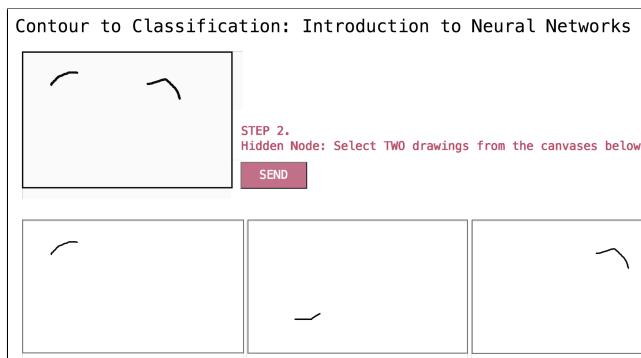 Contour to Classification: Introduction to Neural Networks
STEP 2.
Hidden Node: Select TWO drawings from the canvases below
SEND